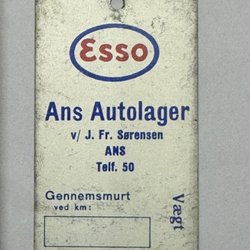 Esso
Ans Autolager
v/ J. Fr. Sørensen
ANS
Telf. 50
Gennemsmurt
ved km:
Vægt